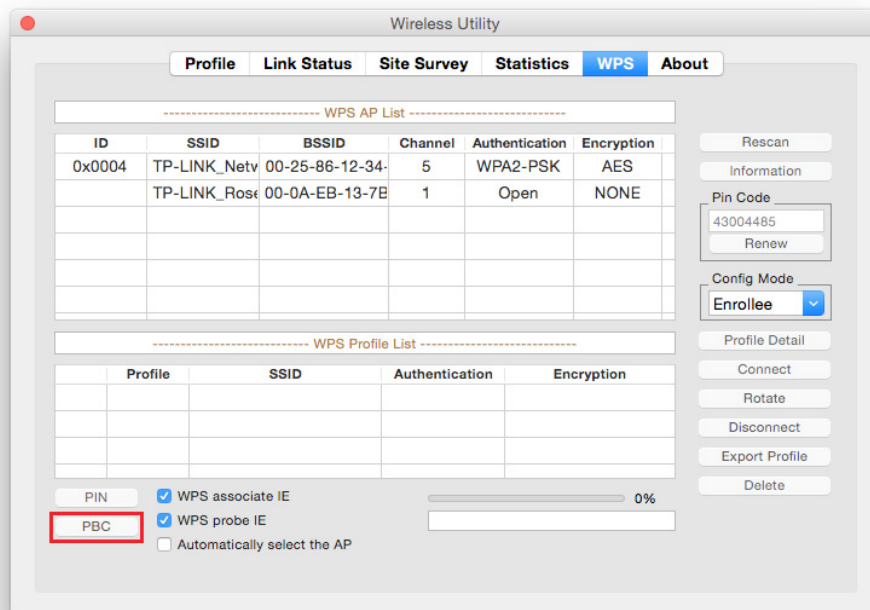 Wireless Utility
Profile Link Status Site Survey Statistics WPS About
---------------------------- WPS AP List ----------------------------
ID SSID BSSID Channel Authentication Encryption
0x0004 TP-LINK_Netw 00-25-86-12-34- 5 WPA2-PSK AES
TP-LINK_Rose 00-0A-EB-13-7B 1 Open NONE
Rescan
Information
Pin Code
43004485
Renew
Config Mode
Enrollee
---------------------------- WPS Profile List ----------------------------
Profile SSID Authentication Encryption
Profile Detail
Connect
Rotate
Disconnect
Export Profile
Delete
PIN
PBC
WPS associate IE
WPS probe IE
Automatically select the AP
0%